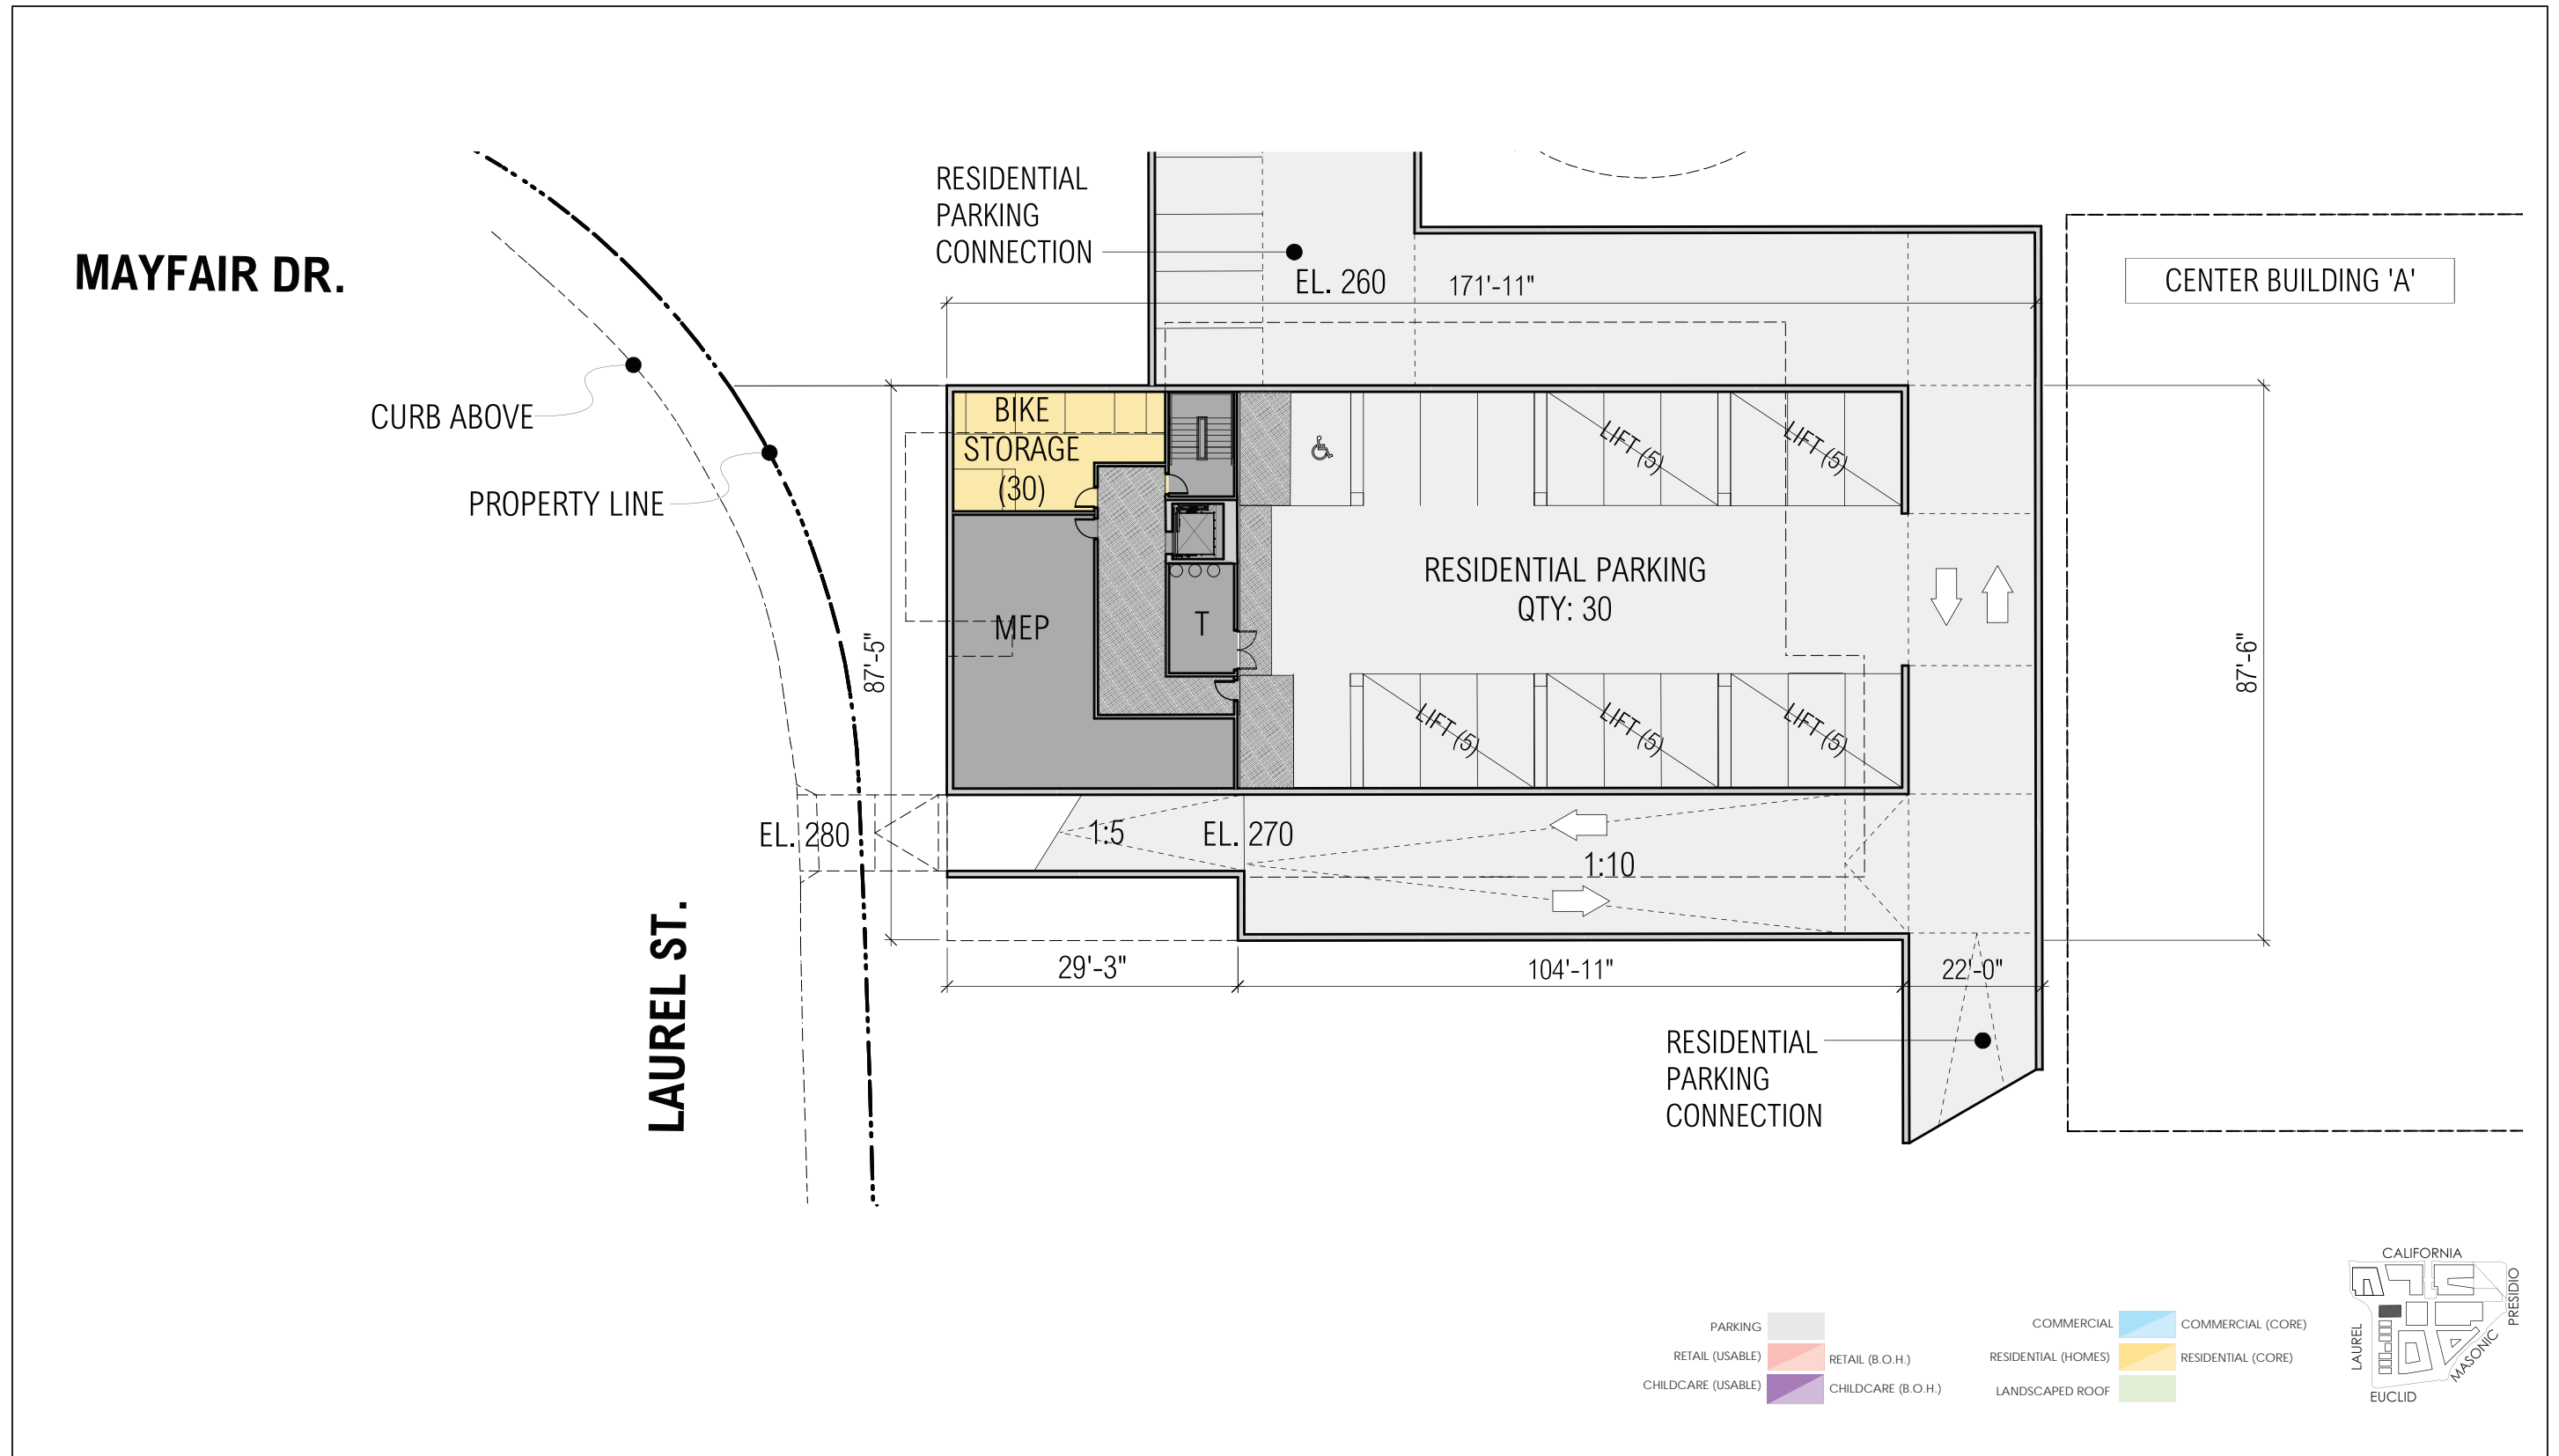 RESIDENTIAL
PARKING
CONNECTION
MAYFAIR DR.
EL. 260
171'-11"
CENTER BUILDING 'A'
CURB ABOVE
PROPERTY LINE
BIKE
STORAGE
(30)
LIFT (5)
LIFT (5)
RESIDENTIAL PARKING
QTY: 30
MEP
T
87'-5"
87'-6"
LIFT (5)
LIFT (5)
LIFT (5)
EL. 280
1:5
EL. 270
1:10
LAUREL ST.
29'-3"
104'-11"
22'-0"
RESIDENTIAL
PARKING
CONNECTION
PARKING
RETAIL (USABLE)
RETAIL (B.O.H.)
CHILDCARE (USABLE)
CHILDCARE (B.O.H.)
COMMERCIAL
COMMERCIAL (CORE)
RESIDENTIAL (HOMES)
RESIDENTIAL (CORE)
LANDSCAPED ROOF
CALIFORNIA
PRESIDIO
LAUREL
MASONIC
EUCLID